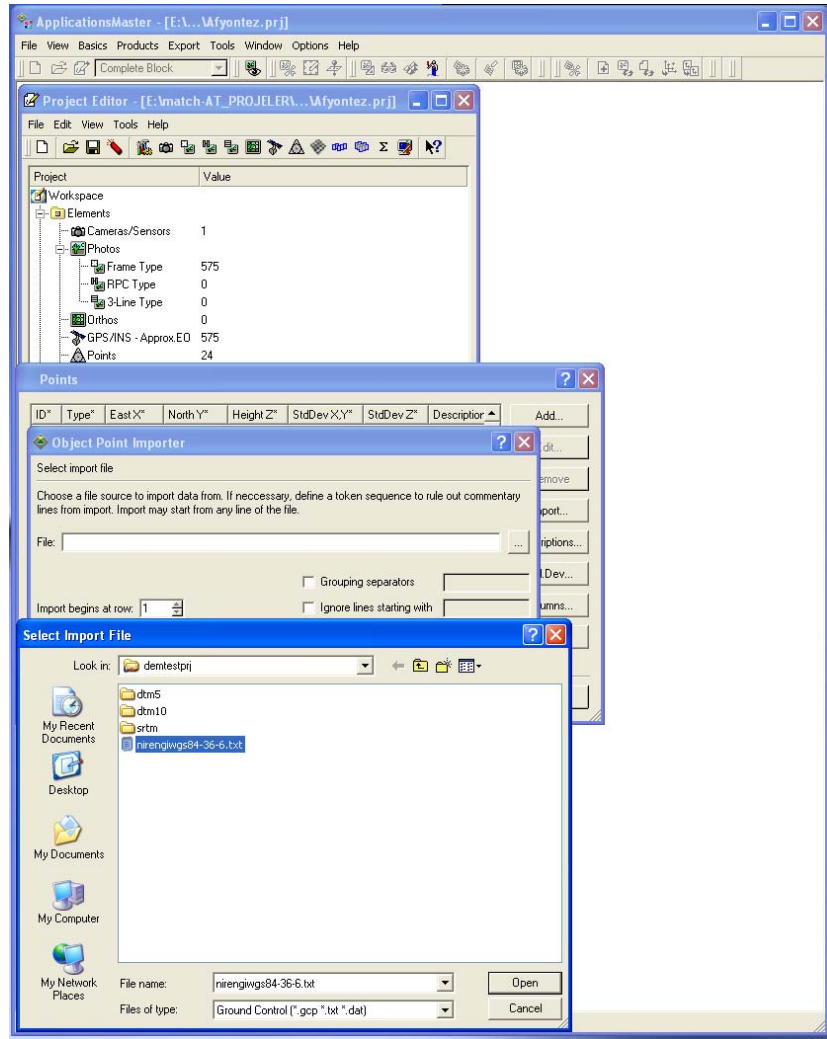 ApplicationsMaster - [E:\...\Afyontez.prj]
File View Basics Products Export Tools Window Options Help
Complete Block
Project Editor - [E:\match-AT_PROJELER\...\Afyontez.prj]
File Edit View Tools Help
Project Value
Workspace
Elements
Cameras/Sensors 1
Photos
Frame Type 575
RPC Type 0
3-Line Type 0
Orthos 0
GPS/INS - Approx.EO 575
Points 24
Points
ID* Type* East X* North Y* Height Z* StdDev X,Y* StdDev Z* Description
Add...
Object Point Importer
dit...
Select import file
emove
Choose a file source to import data from. If neccessary, define a token sequence to rule out commentary
lines from import. Import may start from any line of the file.
nport...
File: ...
riptions...
Grouping separators
l.Dev...
Import begins at row: 1 Ignore lines starting with
umns...
Select Import File
Look in: demtestprj
dtm5
dtm10
srtm
nirengiwgs84-36-6.txt
My Recent
Documents
Desktop
My Documents
My Computer
My Network
Places
File name: nirengiwgs84-36-6.txt Open
Files of type: Ground Control (*.gcp *.txt *.dat) Cancel